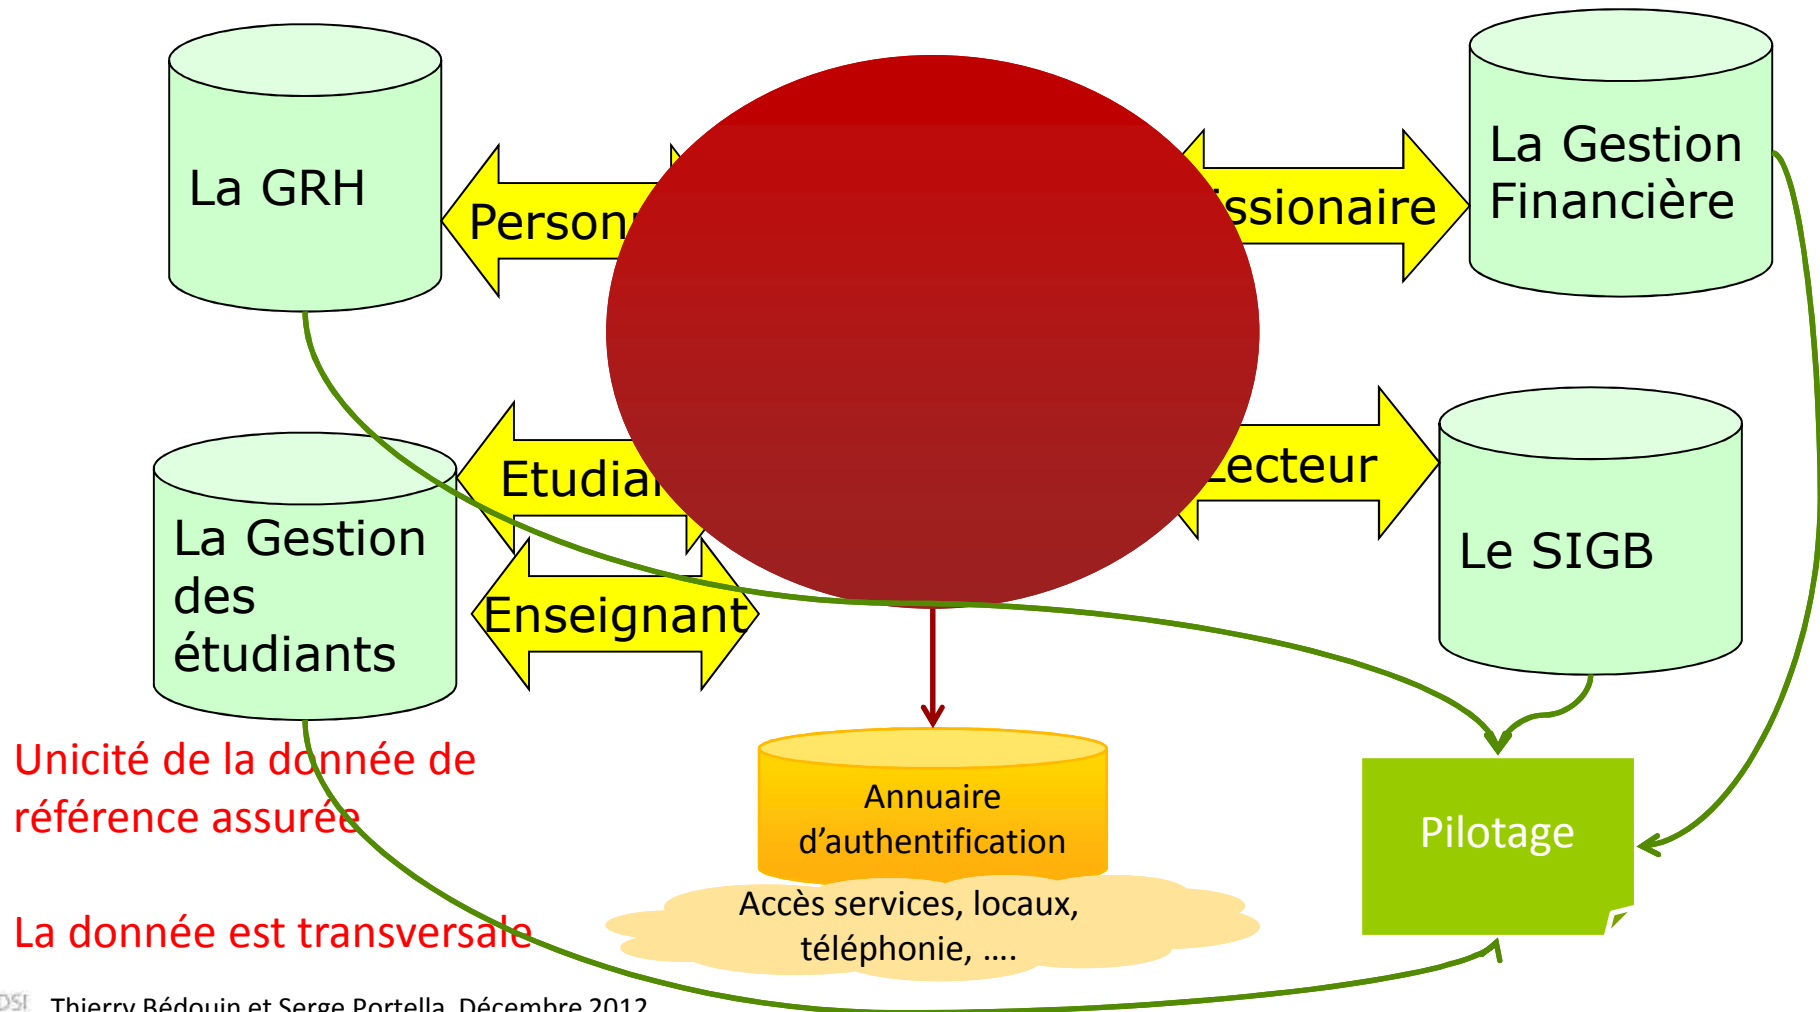 La GRH
La Gestion
Financière
ssionaire
Etudia
ecteur
La Gestion
des
étudiants
Enseignant
Le SIGB
Unicité de la donnée de
référence assurée
La donnée est transversale
Annuaire
d’authentification
Accès services, locaux,
téléphonie, ….
Pilotage
DSI
Thierry Bédouin et Serge Portella, Décembre 2012